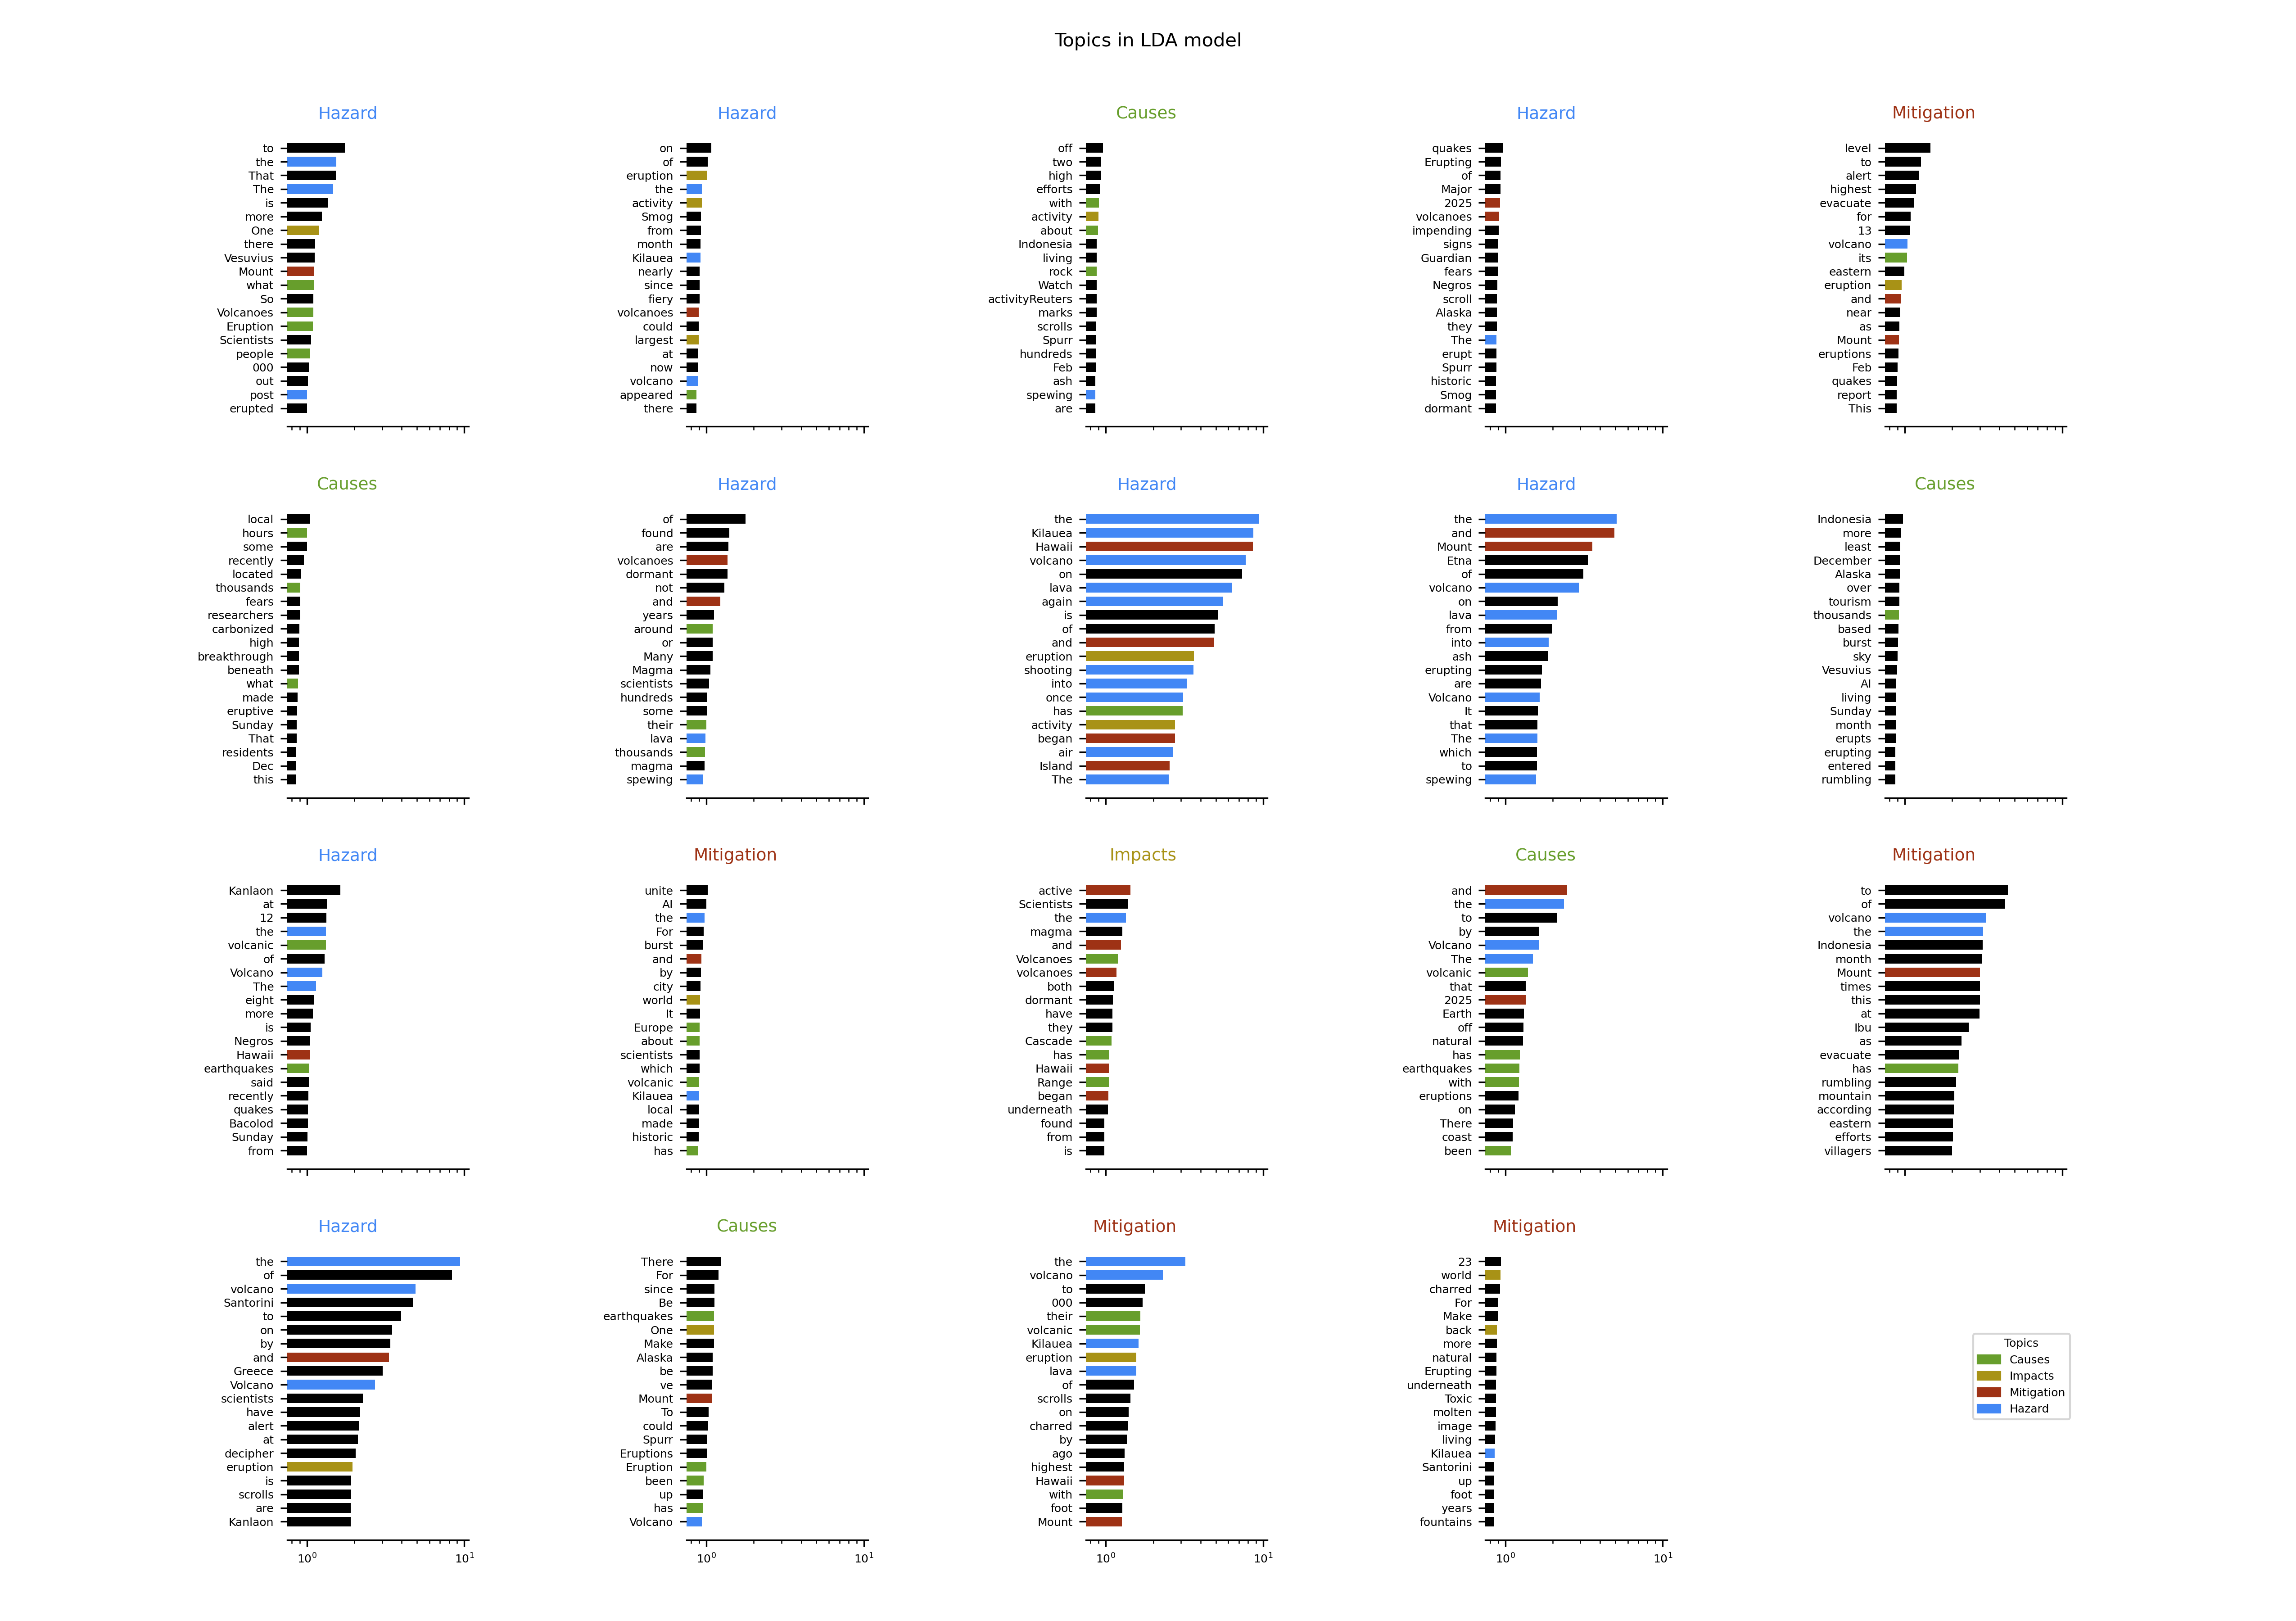 Topics in LDA model
Hazard
to
the
That
The
is
more
One
there
Vesuvius
Mount
what
So
Volcanoes
Eruption
Scientists
people
000
out
post
erupted
Hazard
on
of
eruption
the
activity
Smog
from
month
Kilauea
nearly
since
fiery
volcanoes
could
largest
at
now
volcano
appeared
there
Causes
off
two
high
efforts
with
activity
about
Indonesia
living
rock
Watch
activityReuters
marks
scrolls
Spurr
hundreds
Feb
ash
spewing
are
Hazard
quakes
Erupting
of
Major
2025
volcanoes
impending
signs
Guardian
fears
Negros
scroll
Alaska
they
The
erupt
Spurr
historic
Smog
dormant
Mitigation
level
to
alert
highest
evacuate
for
13
volcano
its
eastern
eruption
and
near
as
Mount
eruptions
Feb
quakes
report
This
Causes
local
hours
some
recently
located
thousands
fears
researchers
carbonized
high
breakthrough
beneath
what
made
eruptive
Sunday
That
residents
Dec
this
Hazard
of
found
are
volcanoes
dormant
not
and
years
around
or
Many
Magma
scientists
hundreds
some
their
lava
thousands
magma
spewing
Hazard
the
Kilauea
Hawaii
volcano
on
lava
again
is
of
and
eruption
shooting
into
once
has
activity
began
air
Island
The
Hazard
the
and
Mount
Etna
of
volcano
on
lava
from
into
ash
erupting
are
Volcano
It
that
The
which
to
spewing
Causes
Indonesia
more
least
December
Alaska
over
tourism
thousands
based
burst
sky
Vesuvius
AI
living
Sunday
month
erupts
erupting
entered
rumbling
Hazard
Kanlaon
at
12
the
volcanic
of
Volcano
The
eight
more
is
Negros
Hawaii
earthquakes
said
recently
quakes
Bacolod
Sunday
from
Mitigation
unite
AI
the
For
burst
and
by
city
world
It
Europe
about
scientists
which
volcanic
Kilauea
local
made
historic
has
Impacts
active
Scientists
the
magma
and
Volcanoes
volcanoes
both
dormant
have
they
Cascade
has
Hawaii
Range
began
underneath
found
from
is
Causes
and
the
to
by
Volcano
The
volcanic
that
2025
Earth
off
natural
has
earthquakes
with
eruptions
on
There
coast
been
Mitigation
to
of
volcano
the
Indonesia
month
Mount
times
this
at
Ibu
as
evacuate
has
rumbling
mountain
according
eastern
efforts
villagers
Hazard
the
of
volcano
Santorini
to
on
by
and
Greece
Volcano
scientists
have
alert
at
decipher
eruption
is
scrolls
are
Kanlaon
10⁰ 10¹
Causes
There
For
since
Be
earthquakes
One
Make
Alaska
be
ve
Mount
To
could
Spurr
Eruptions
Eruption
been
up
has
Volcano
10⁰ 10¹
Mitigation
the
volcano
to
000
their
volcanic
Kilauea
eruption
lava
of
scrolls
on
charred
by
ago
highest
Hawaii
with
foot
Mount
10⁰ 10¹
Mitigation
23
world
charred
For
Make
back
more
natural
Erupting
underneath
Toxic
molten
image
living
Kilauea
Santorini
up
foot
years
fountains
10⁰ 10¹
Topics
Causes
Impacts
Mitigation
Hazard